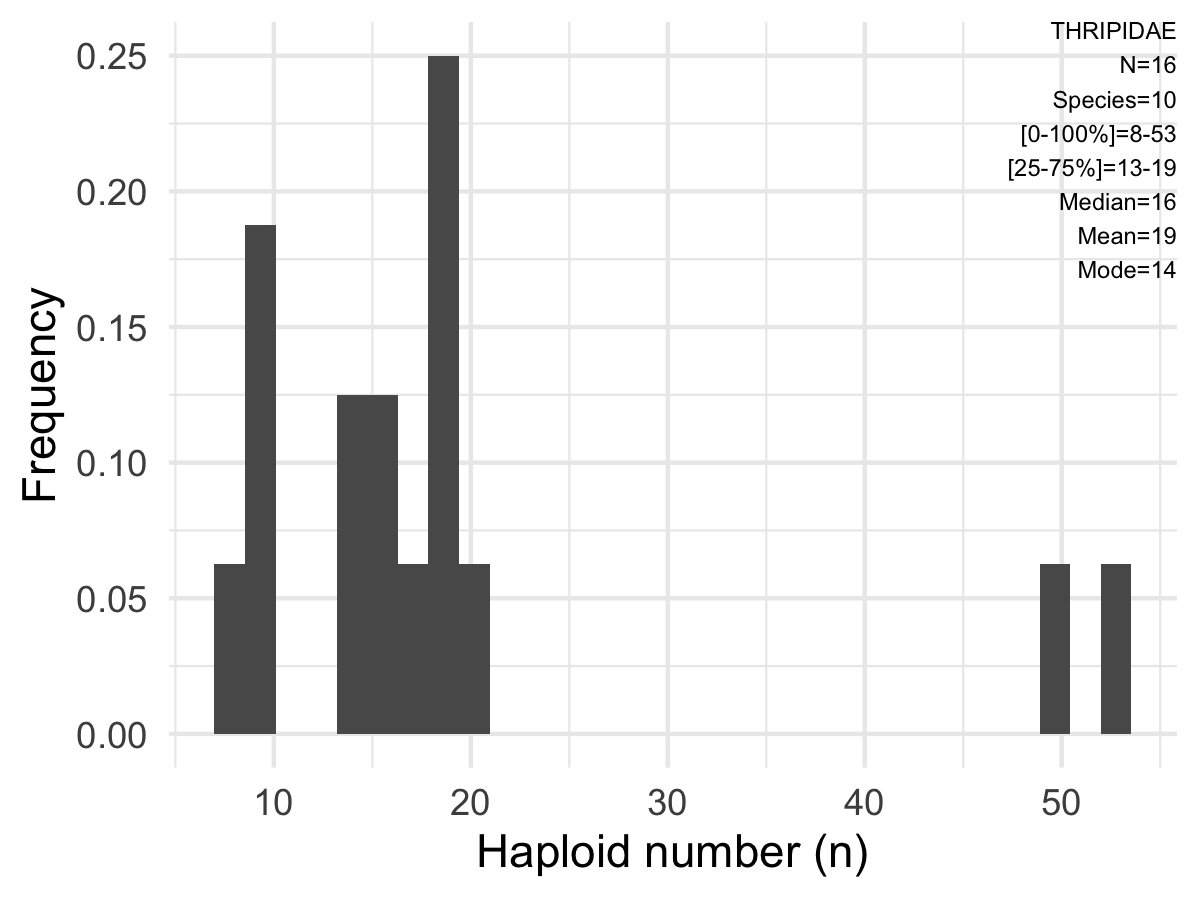 THRIPIDAE
N=16
Species=10
[0-100%]=8-53
[25-75%]=13-19
Median=16
Mean=19
Mode=14
0.25
0.20
0.15
0.10
0.05
0.00
Frequency
10 20 30 40 50
Haploid number (n)